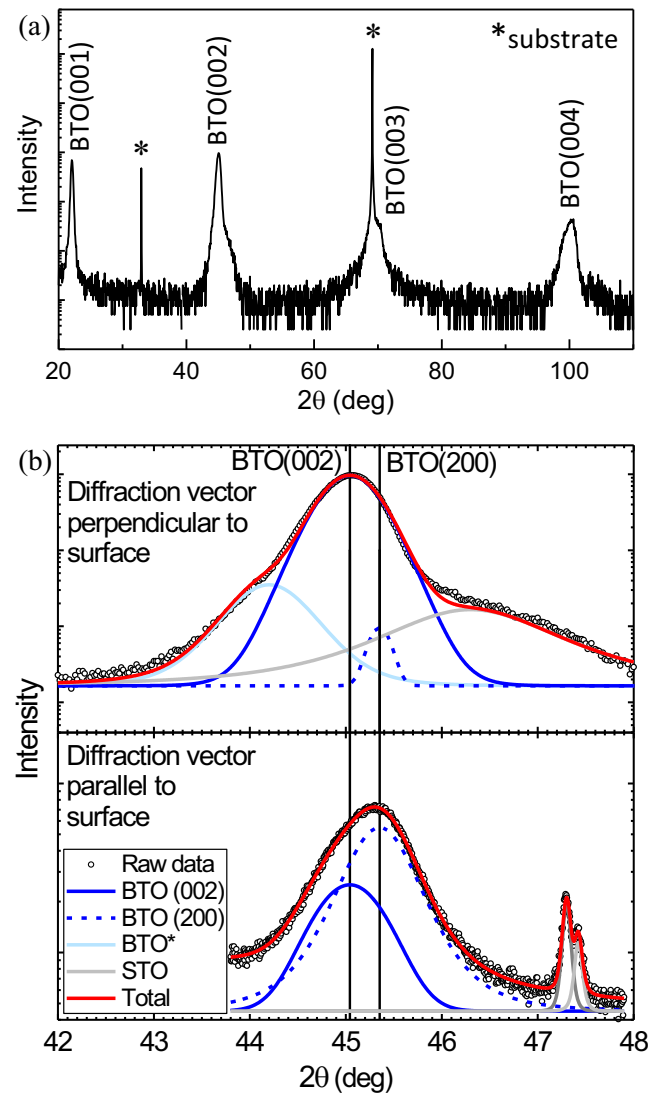 (a)
*substrate
BTO(001)
*
BTO(002)
*
BTO(003)
BTO(004)
Intensity
20 40 60 80 100
2θ (deg)
(b)
BTO(002) BTO(200)
Diffraction vector
perpendicular to
surface
Diffraction vector
parallel to
surface
Intensity
Raw data
BTO (002)
BTO (200)
BTO*
STO
Total
42 43 44 45 46 47 48
2θ (deg)